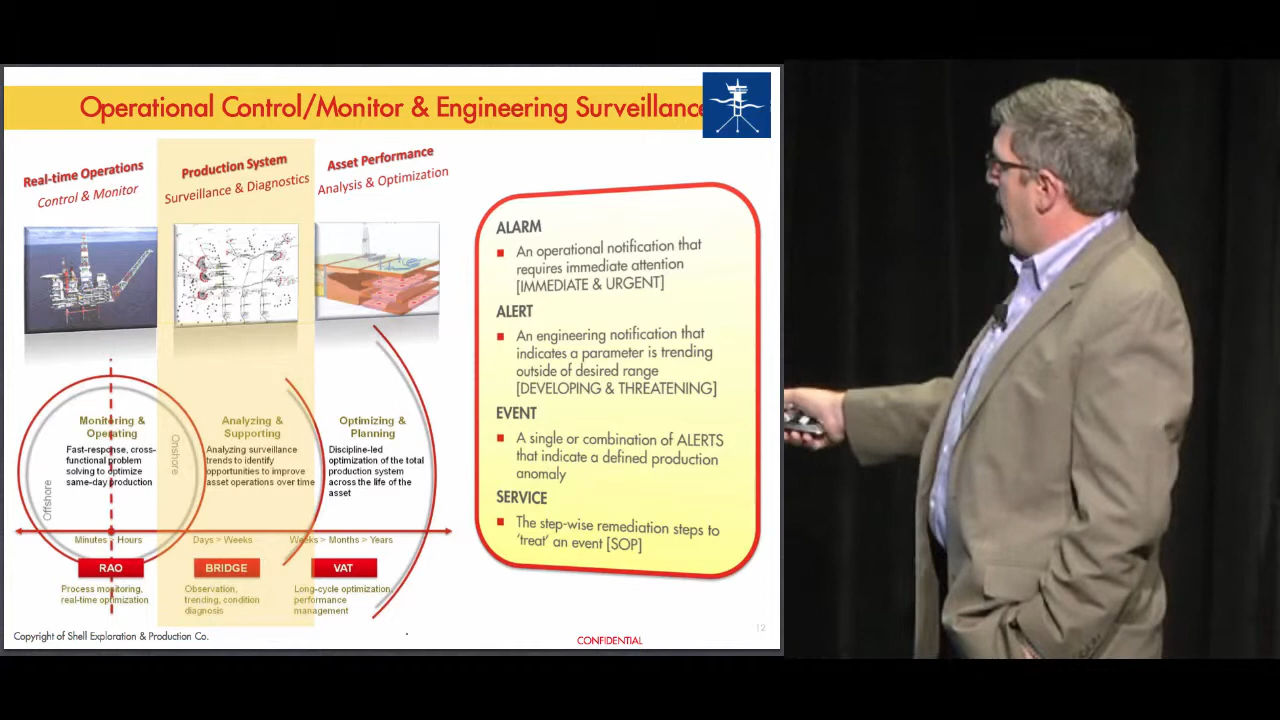 Operational Control/Monitor & Engineering Surveillance
Real-time Operations
Control & Monitor
Production System
Surveillance & Diagnostics
Asset Performance
Analysis & Optimization
Monitoring &
Operating
Fast-response, cross-
functional problem
solving to optimize
same-day production
Offshore
Onshore
Analyzing &
Supporting
Analyzing surveillance
trends to identify
opportunities to improve
asset operations over time
Optimizing &
Planning
Discipline-led
optimization of the total
production system
across the life of the
asset
Minutes > Hours
Days > Weeks
Weeks > Months > Years
RAO
BRIDGE
VAT
Process monitoring,
real-time optimization
Observation,
trending, condition
diagnosis
Long-cycle optimization,
performance
management
ALARM
An operational notification that
requires immediate attention
[IMMEDIATE & URGENT]
ALERT
An engineering notification that
indicates a parameter is trending
outside of desired range
[DEVELOPING & THREATENING]
EVENT
A single or combination of ALERTS
that indicate a defined production
anomaly
SERVICE
The step-wise remediation steps to
'treat' an event [SOP]
Copyright of Shell Exploration & Production Co.
CONFIDENTIAL
12